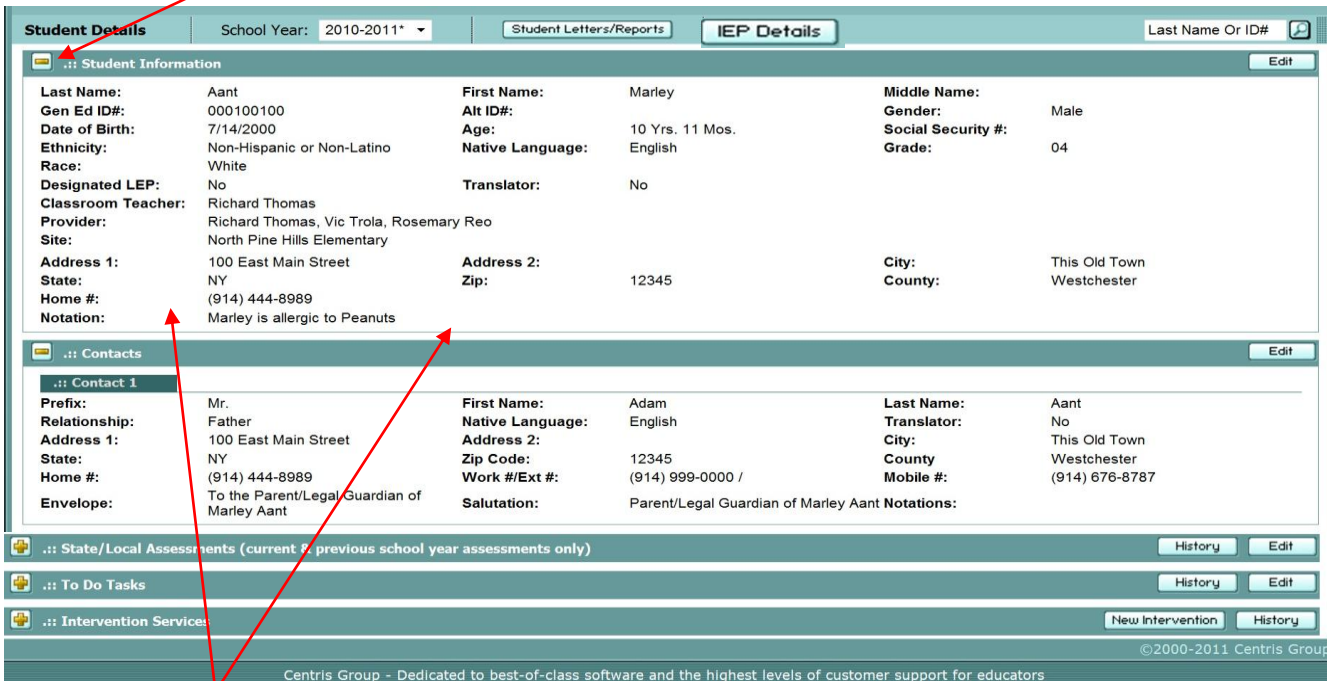 Student Details School Year: 2010-2011* Student Letters/Reports IEP Details Last Name Or ID#
.:: Student Information Edit
Last Name: Aant First Name: Marley Middle Name:
Gen Ed ID#: 000100100 Alt ID#: Gender: Male
Date of Birth: 7/14/2000 Age: 10 Yrs. 11 Mos. Social Security #:
Ethnicity: Non-Hispanic or Non-Latino Native Language: English Grade: 04
Race: White
Designated LEP: No Translator: No
Classroom Teacher: Richard Thomas
Provider: Richard Thomas, Vic Trola, Rosemary Reo
Site: North Pine Hills Elementary
Address 1: 100 East Main Street Address 2: City: This Old Town
State: NY Zip: 12345 County: Westchester
Home #: (914) 444-8989
Notation: Marley is allergic to Peanuts
.:: Contacts Edit
.:: Contact 1
Prefix: Mr. First Name: Adam Last Name: Aant
Relationship: Father Native Language: English Translator: No
Address 1: 100 East Main Street Address 2: City: This Old Town
State: NY Zip Code: 12345 County Westchester
Home #: (914) 444-8989 Work #/Ext #: (914) 999-0000 / Mobile #: (914) 676-8787
Envelope: To the Parent/Legal Guardian of Marley Aant Salutation: Parent/Legal Guardian of Marley Aant Notations:
.:: State/Local Assessments (current & previous school year assessments only) History Edit
.:: To Do Tasks History Edit
.:: Intervention Services New Intervention History
©2000-2011 Centris Group
Centris Group - Dedicated to best-of-class software and the highest levels of customer support for educators